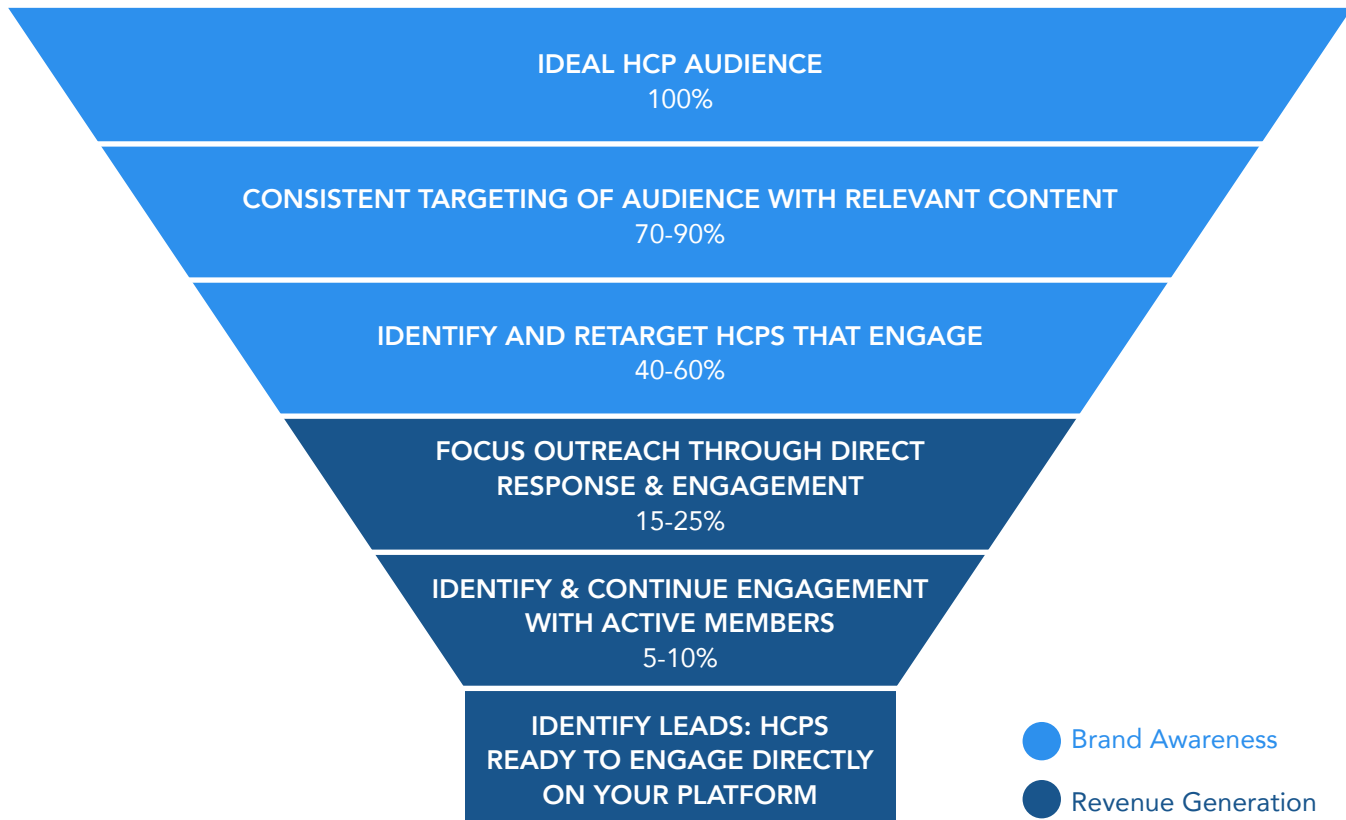 IDEAL HCP AUDIENCE
100%
CONSISTENT TARGETING OF AUDIENCE WITH RELEVANT CONTENT
70-90%
IDENTIFY AND RETARGET HCPS THAT ENGAGE
40-60%
FOCUS OUTREACH THROUGH DIRECT
RESPONSE & ENGAGEMENT
15-25%
IDENTIFY & CONTINUE ENGAGEMENT
WITH ACTIVE MEMBERS
5-10%
IDENTIFY LEADS: HCPS
READY TO ENGAGE DIRECTLY
ON YOUR PLATFORM
Brand Awareness
Revenue Generation